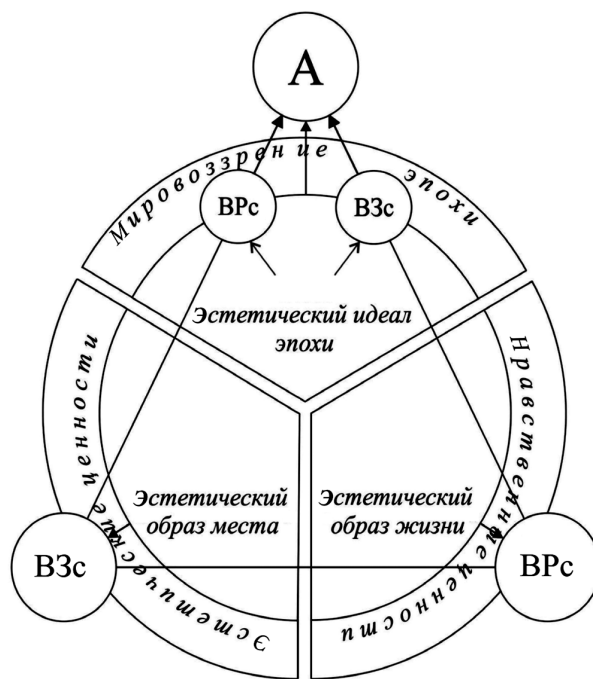 А
Мировоззрение эпохи
ВРс
ВЗс
Эстетический идеал
эпохи
Эстетические ценности
Нравственные ценности
Эстетический
образ места
Эстетический
образ жизни
ВЗс
ВРс